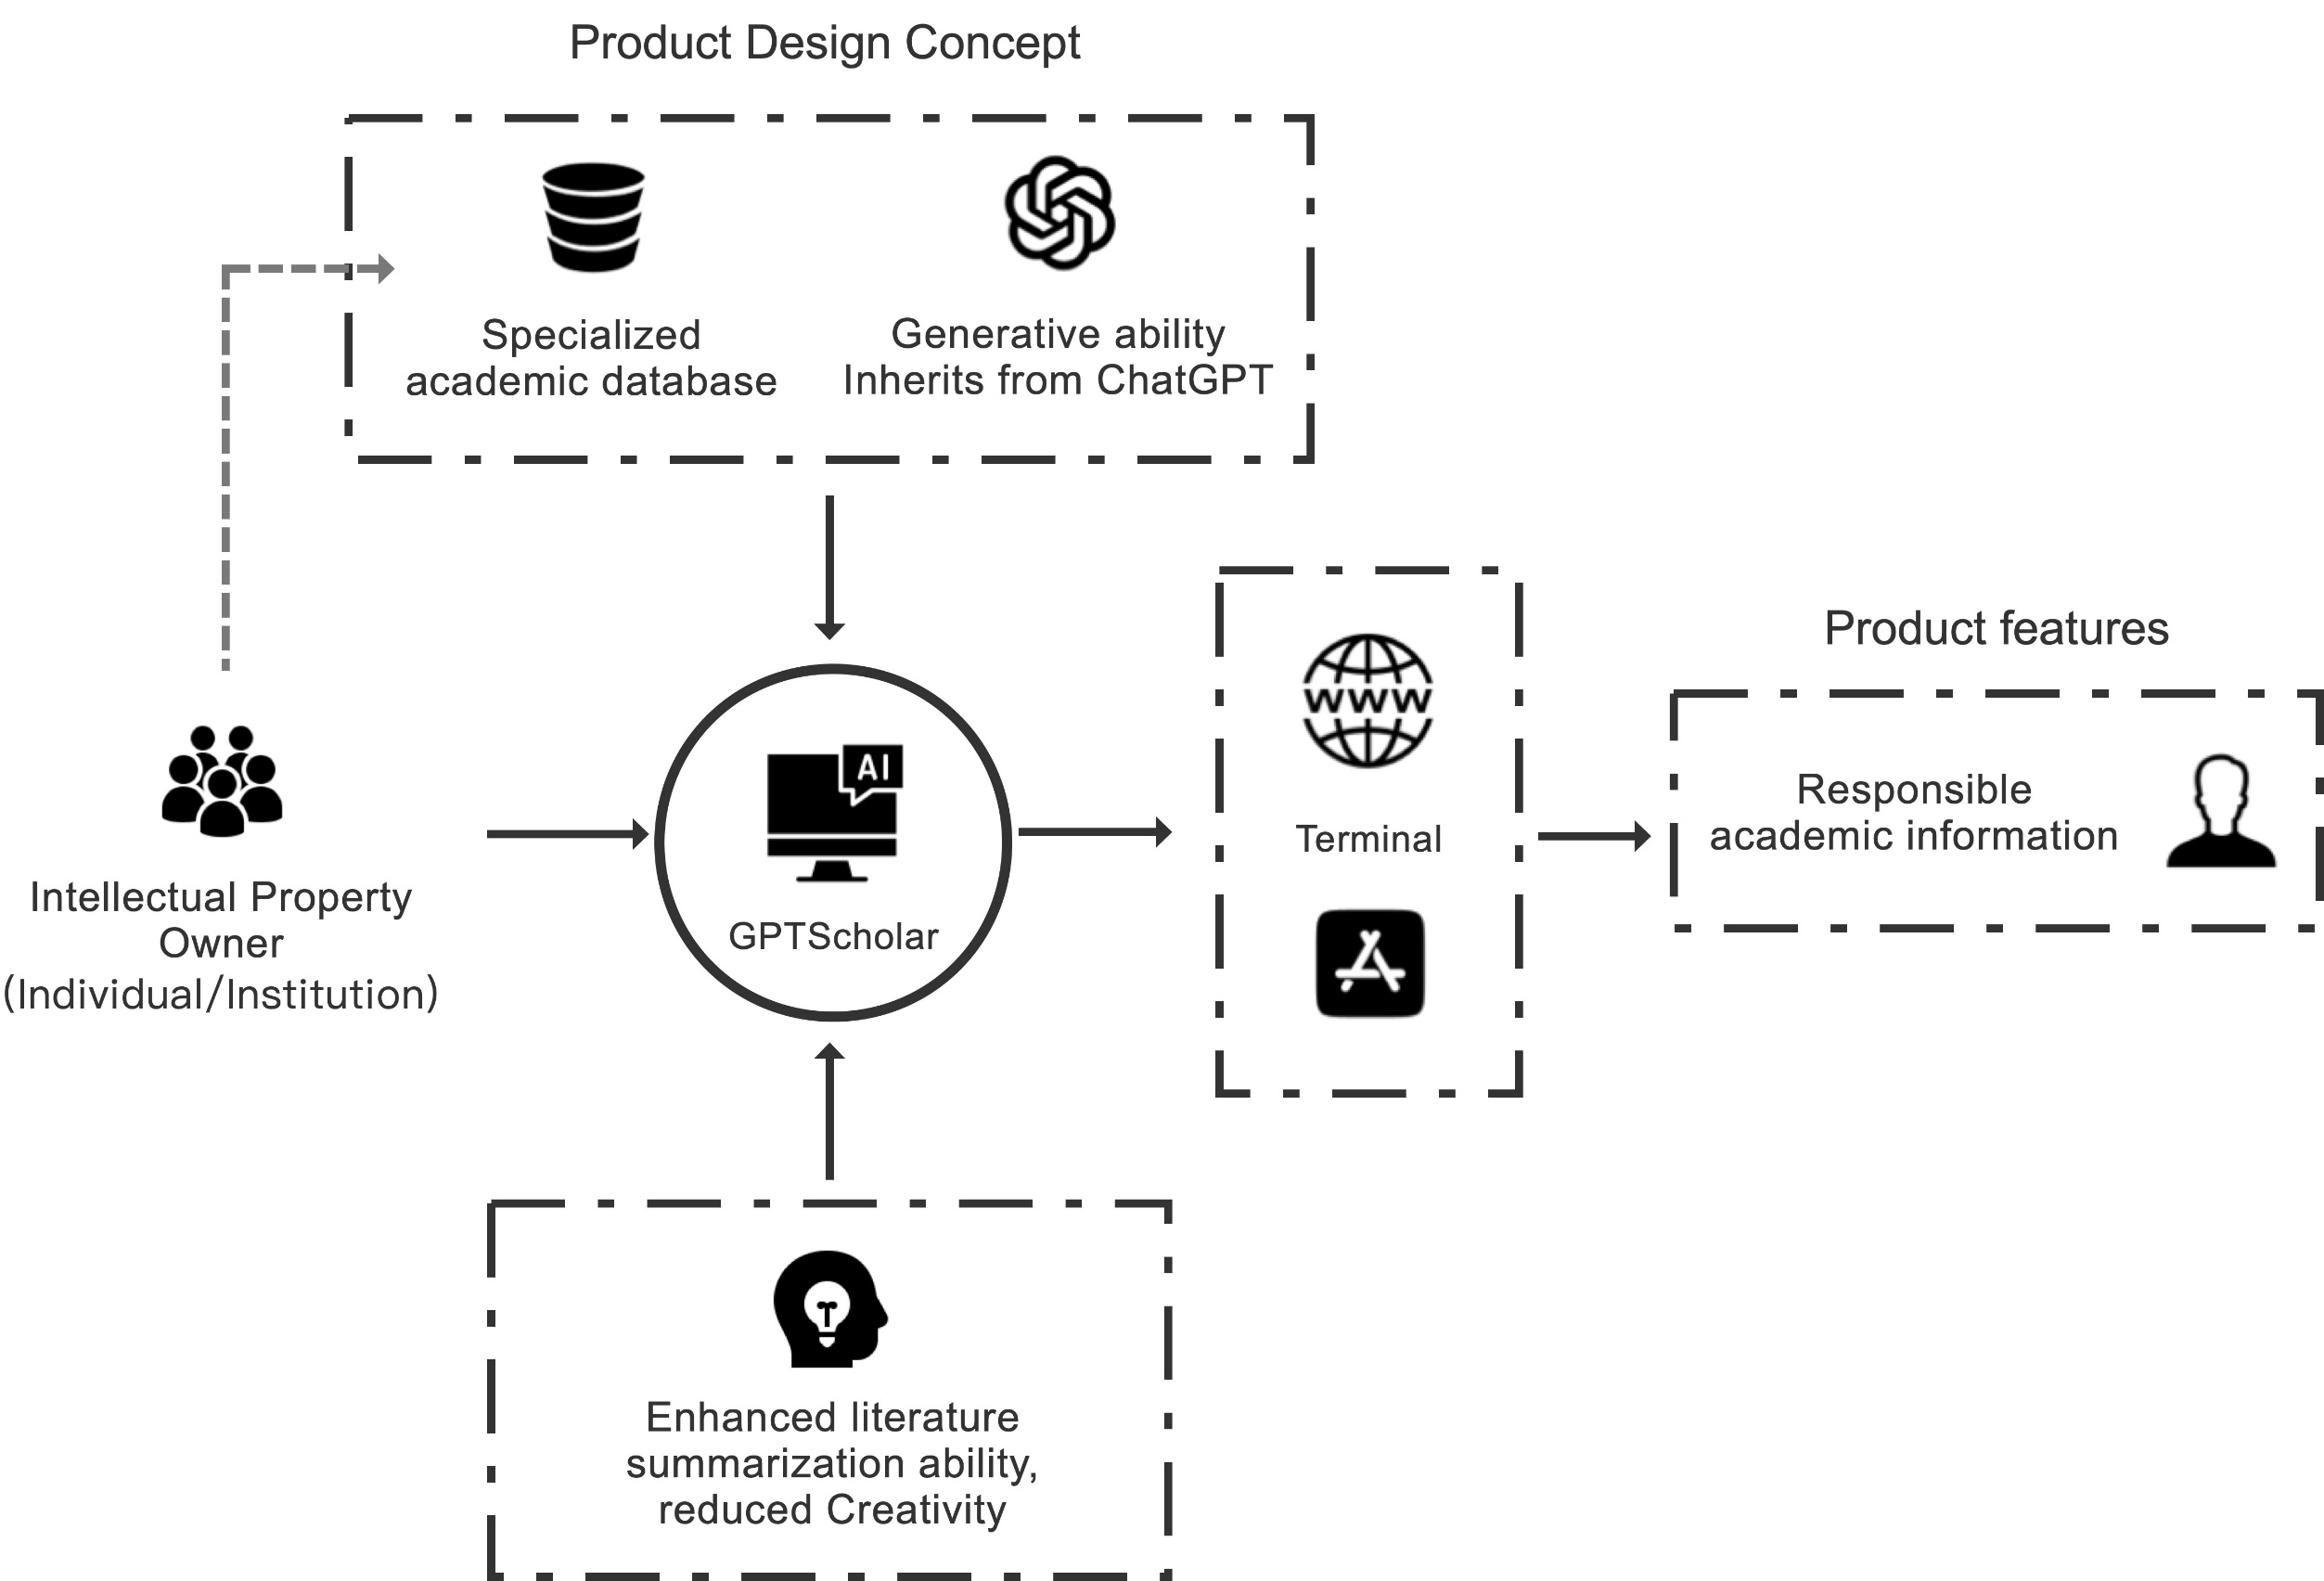 Product Design Concept
Specialized
academic database
Generative ability
Inherits from ChatGPT
Product features
www
Terminal
Responsible
academic information
AI
GPTScholar
Intellectual Property
Owner
(Individual/Institution)
Enhanced literature
summarization ability,
reduced Creativity